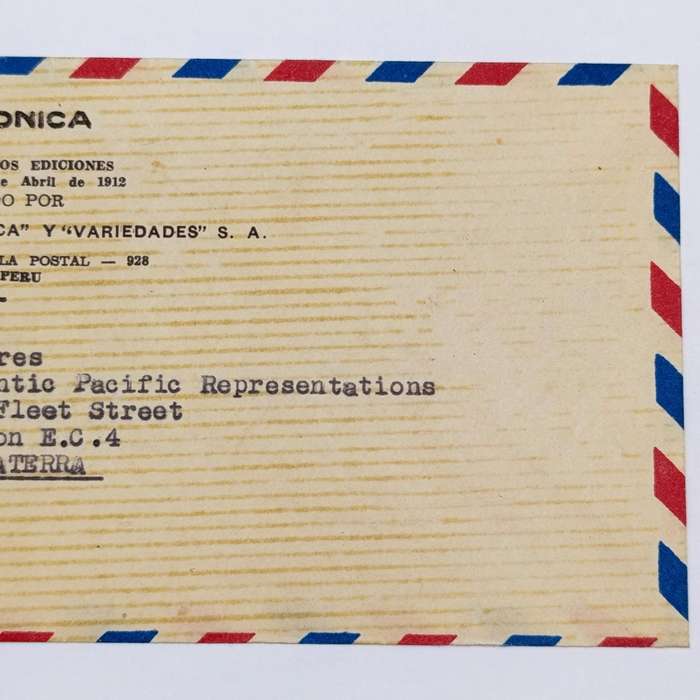 ONICA
OS EDICIONES
e Abril de 1912
O POR
CA" Y "VARIEDADES" S. A.
LA POSTAL — 928
PERU
res
ntic Pacific Representations
Fleet Street
on E.C.4
ATERRA